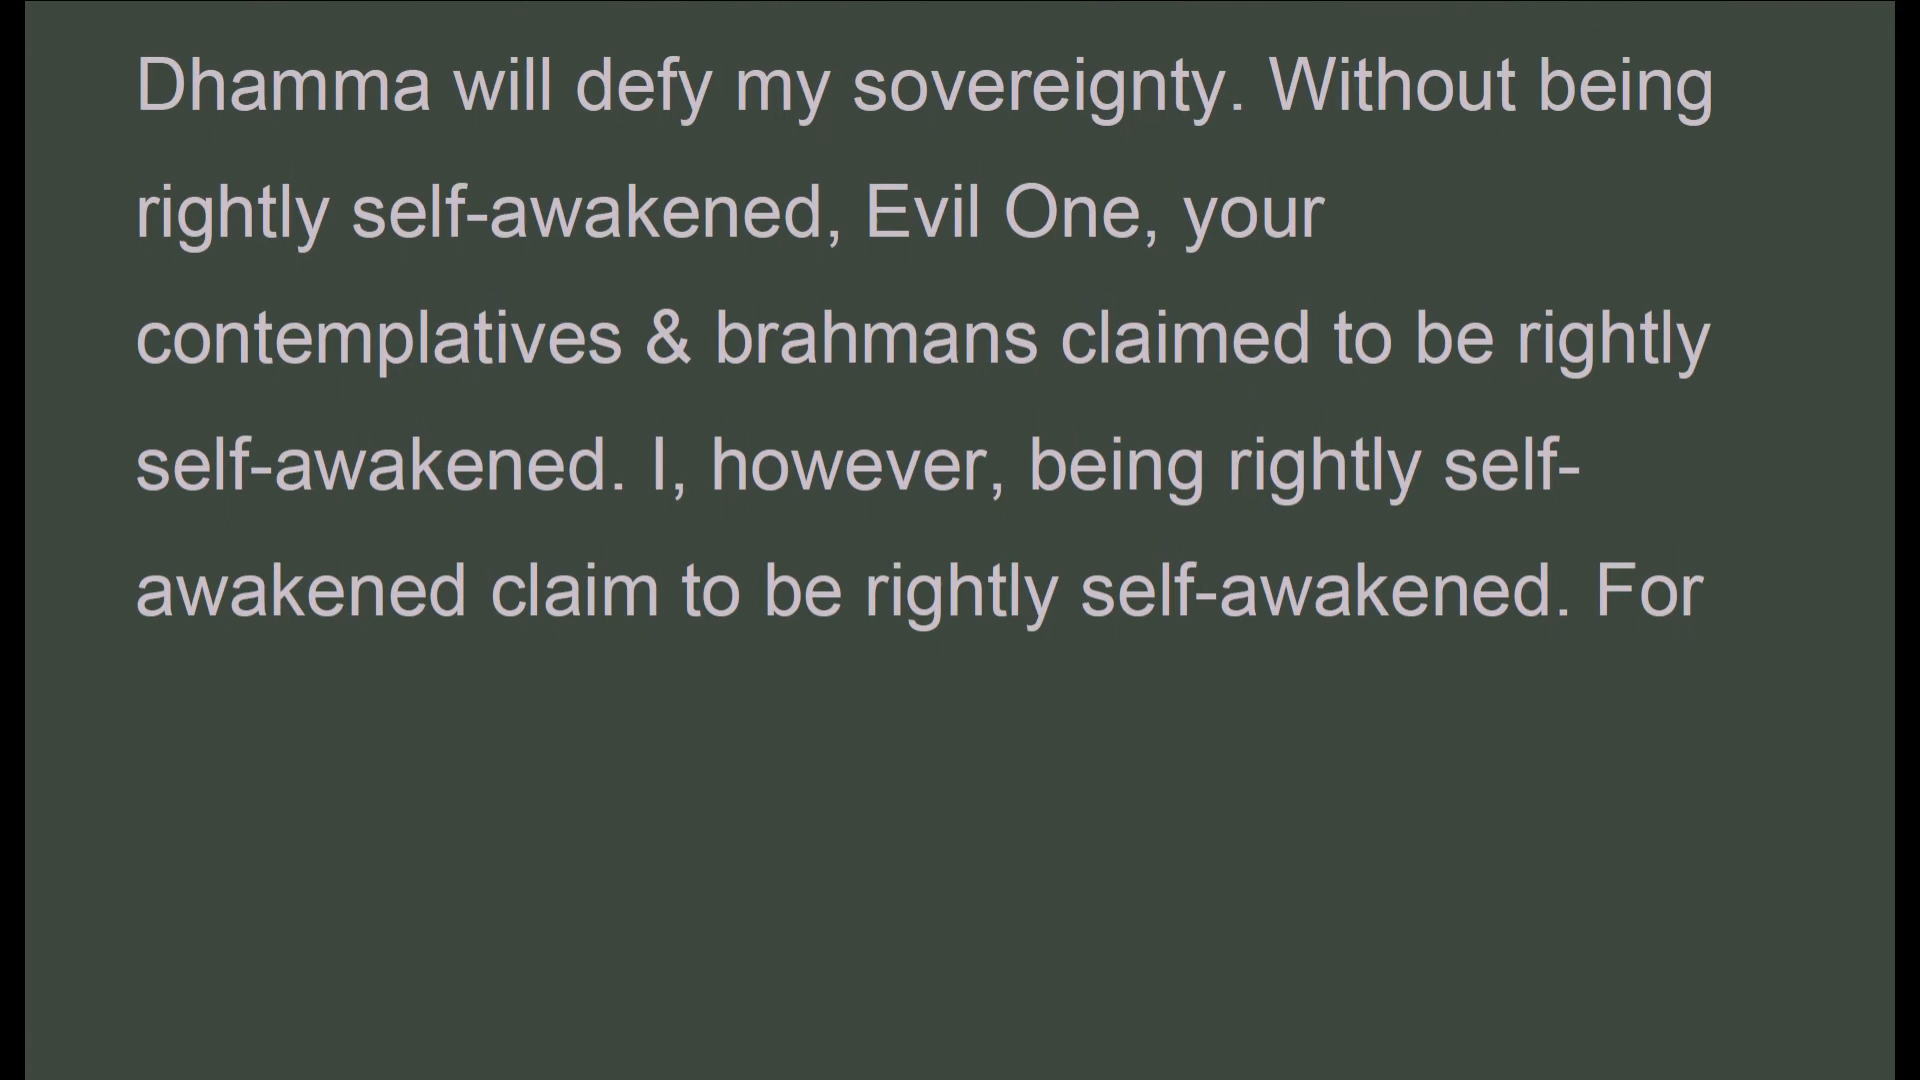 Dhamma will defy my sovereignty. Without being
rightly self-awakened, Evil One, your
contemplatives & brahmans claimed to be rightly
self-awakened. I, however, being rightly self-
awakened claim to be rightly self-awakened. For